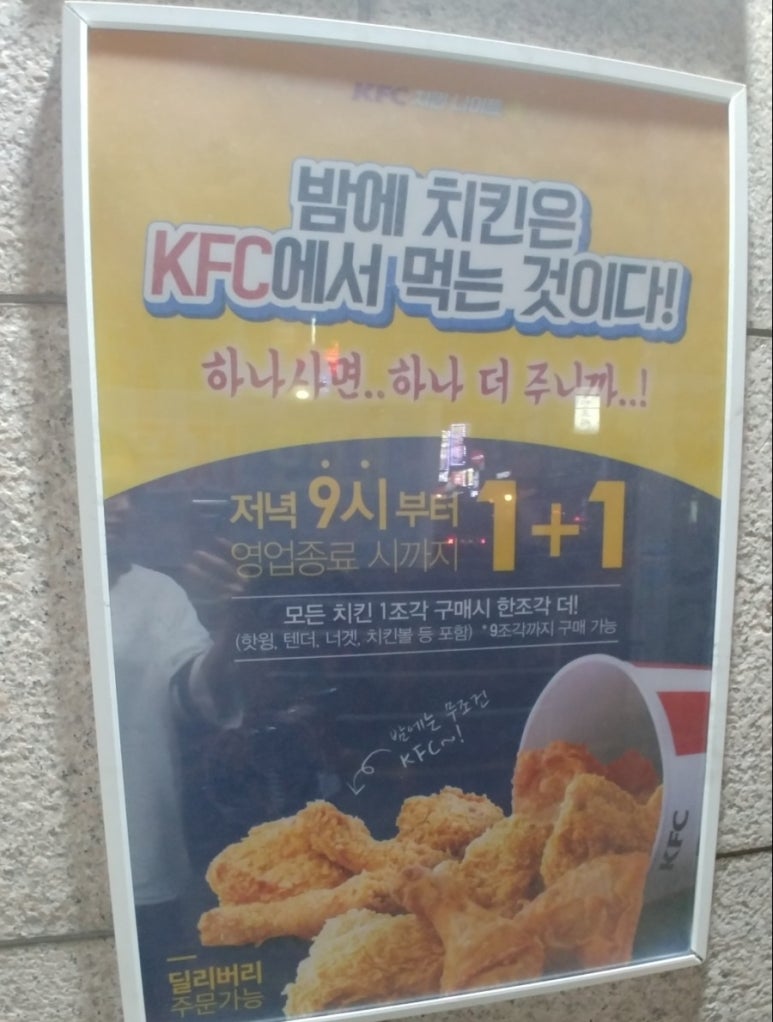 KFC
밤에 치킨은
KFC에서 먹는 것이다!
하나사면..하나 더 주니까..!
저녁 9시 부터
영업종료 시까지
1+1
모든 치킨 1조각 구매시 한조각 더!
(핫윙, 텐더, 너겟, 치킨볼 등 포함) *9조각까지 구매 가능
밤에는 무조건
KFC~!
KFC
딜리버리
주문가능